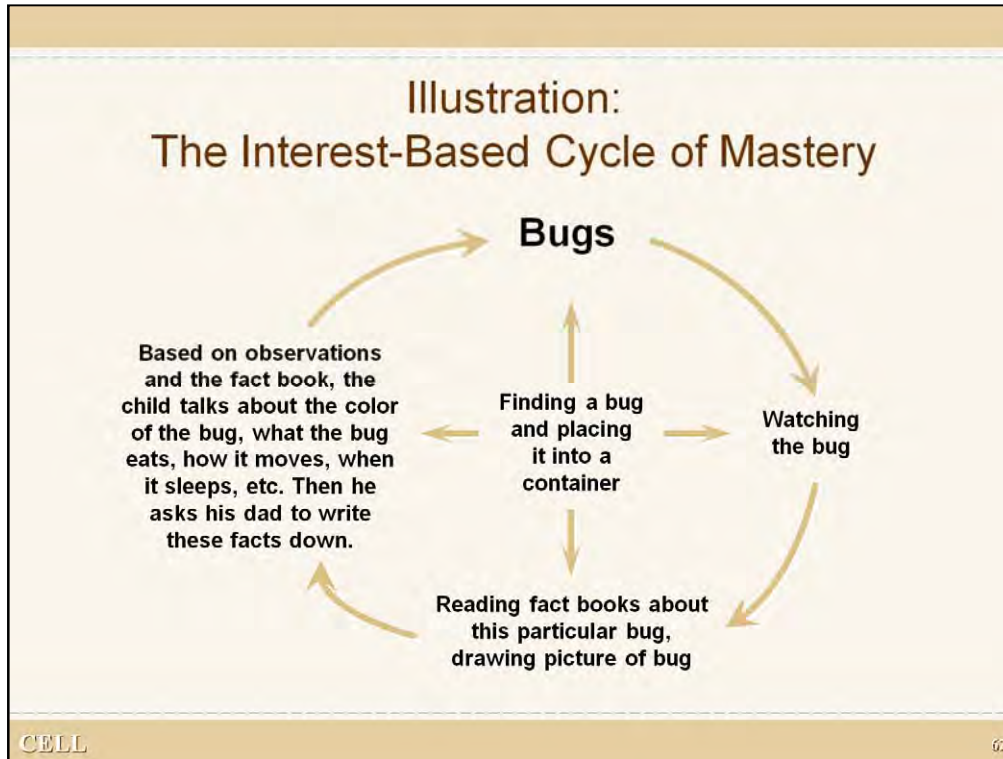 Illustration:
The Interest-Based Cycle of Mastery
Bugs
Based on observations
and the fact book, the
child talks about the color
of the bug, what the bug
eats, how it moves, when
it sleeps, etc. Then he
asks his dad to write
these facts down.
Finding a bug
and placing
it into a
container
Watching
the bug
Reading fact books about
this particular bug,
drawing picture of bug
CELL